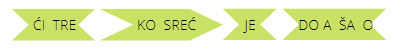 ĆI TRE KO SREĆ JE DO A ŠA O